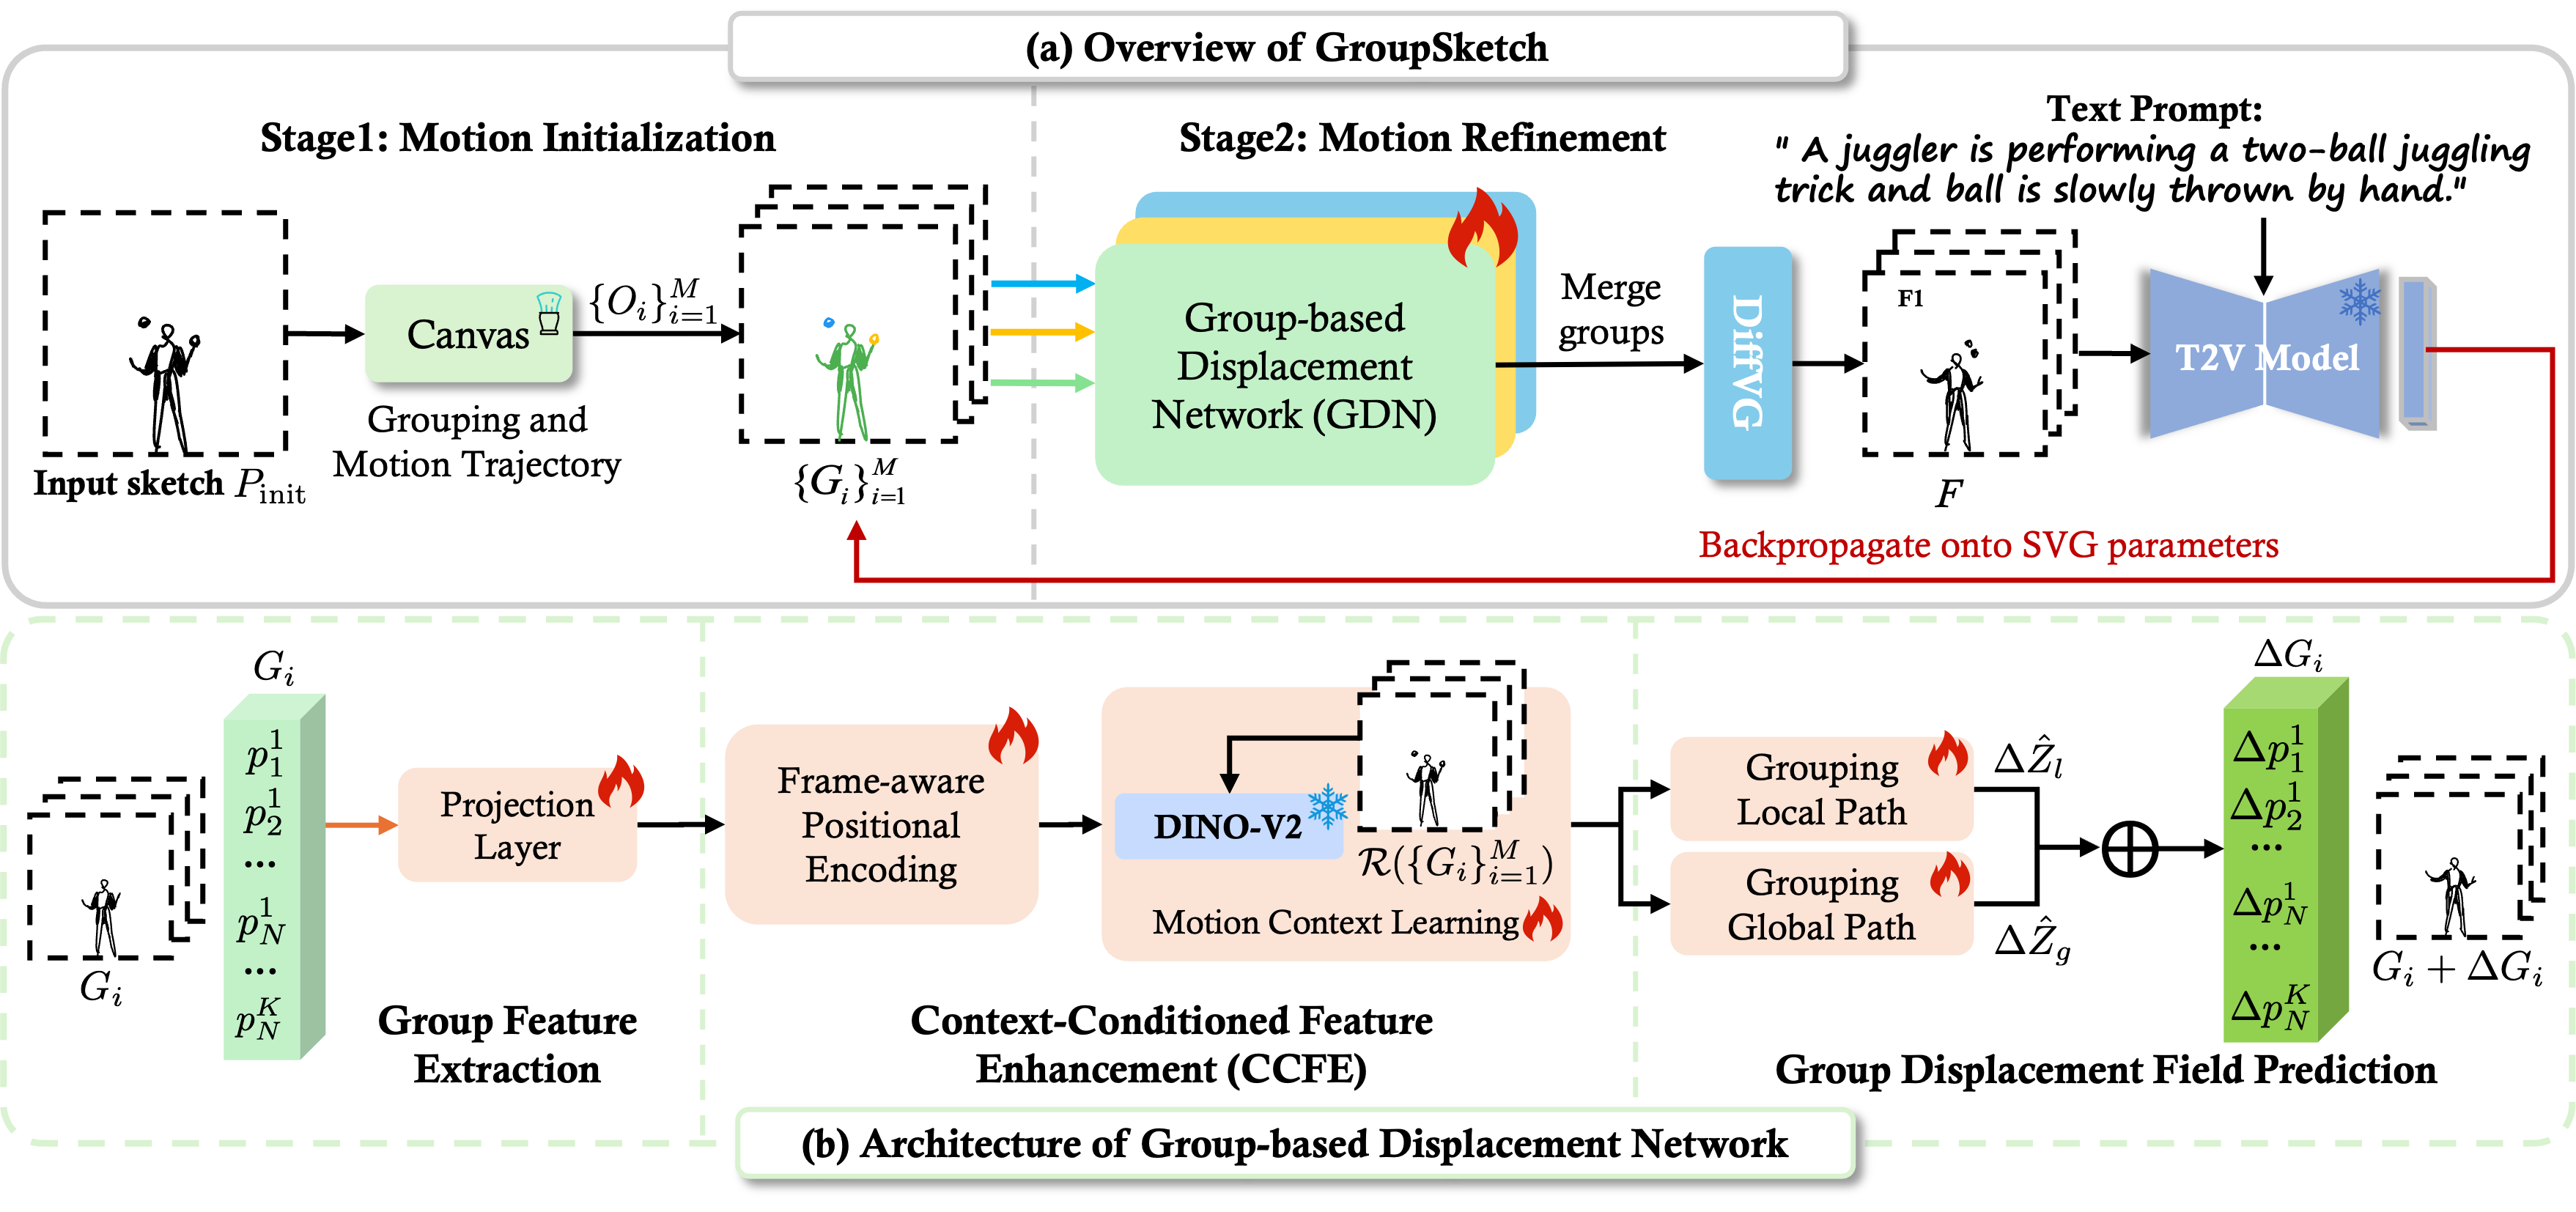 (a) Overview of GroupSketch
Stage1: Motion Initialization
Stage2: Motion Refinement
Text Prompt:
" A juggler is performing a two-ball juggling
trick and ball is slowly thrown by hand."
Input sketch $P_{\text{init}}$
Canvas
Grouping and
Motion Trajectory
$\{O_i\}_{i=1}^{M}$
$\{G_i\}_{i=1}^{M}$
Group-based
Displacement
Network (GDN)
Merge
groups
DiffVG
F1
$F$
T2V Model
Backpropagate onto SVG parameters
$G_i$
$G_i$
$p_1^1$
$p_2^1$
...
$p_N^1$
...
$p_N^K$
Projection
Layer
Group Feature
Extraction
Frame-aware
Positional
Encoding
DINO-V2
$\mathcal{R}(\{G_i\}_{i=1}^{M})$
Motion Context Learning
Context-Conditioned Feature
Enhancement (CCFE)
Grouping
Local Path
Grouping
Global Path
$\Delta \hat{Z}_l$
$\Delta \hat{Z}_g$
$\Delta G_i$
$\Delta p_1^1$
$\Delta p_2^1$
...
$\Delta p_N^1$
...
$\Delta p_N^K$
$G_i + \Delta G_i$
Group Displacement Field Prediction
(b) Architecture of Group-based Displacement Network